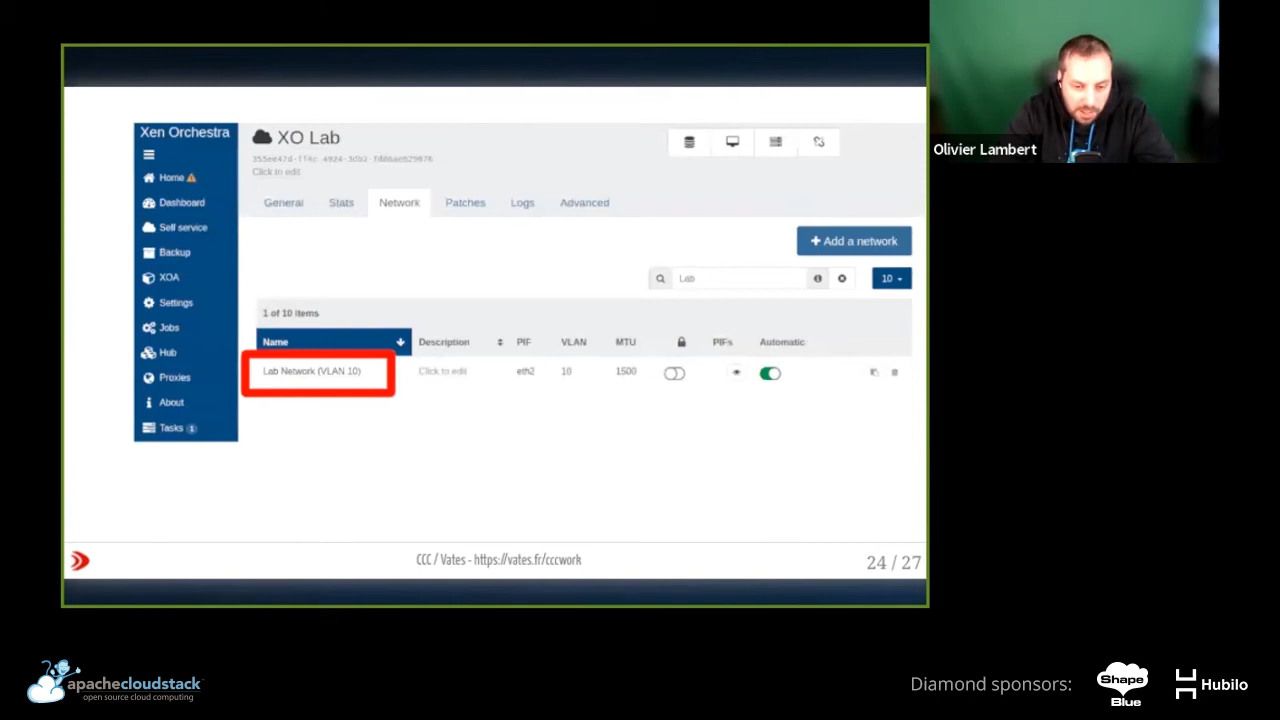 Olivier Lambert
Xen Orchestra
Home
Dashboard
Self service
Backup
XOA
Settings
Jobs
Hub
Proxies
About
Tasks 1
XO Lab
Click to edit
General Stats Network Patches Logs Advanced
+ Add a network
Lab
10
1 of 10 items
Name Description PIF VLAN MTU PIFs Automatic
Lab Network (VLAN 10) Click to edit eth2 10 1500
CCC / Vates - https://vates.fr/cccwork
24 / 27
apachecloudstack
open source cloud computing
Diamond sponsors:
Shape
Blue
Hubilo